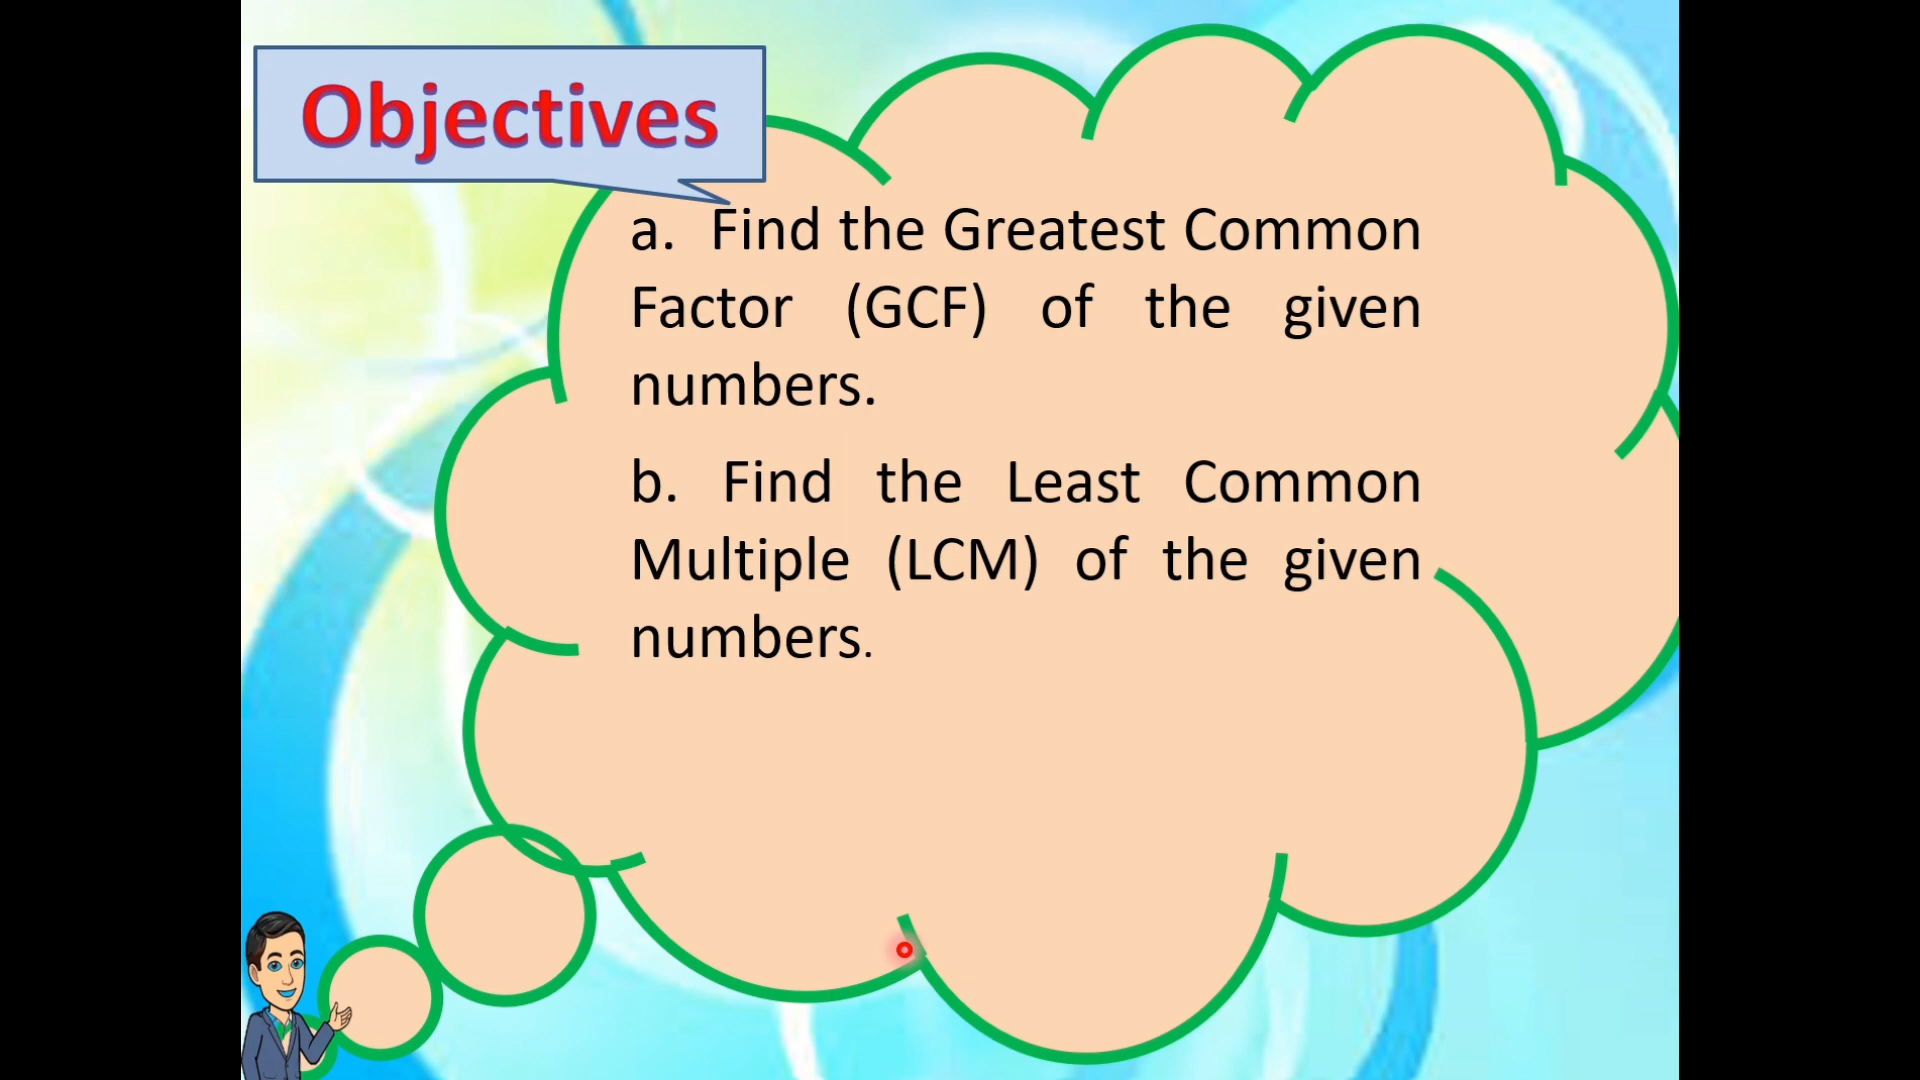 Objectives
a. Find the Greatest Common
Factor (GCF) of the given
numbers.
b. Find the Least Common
Multiple (LCM) of the given
numbers.